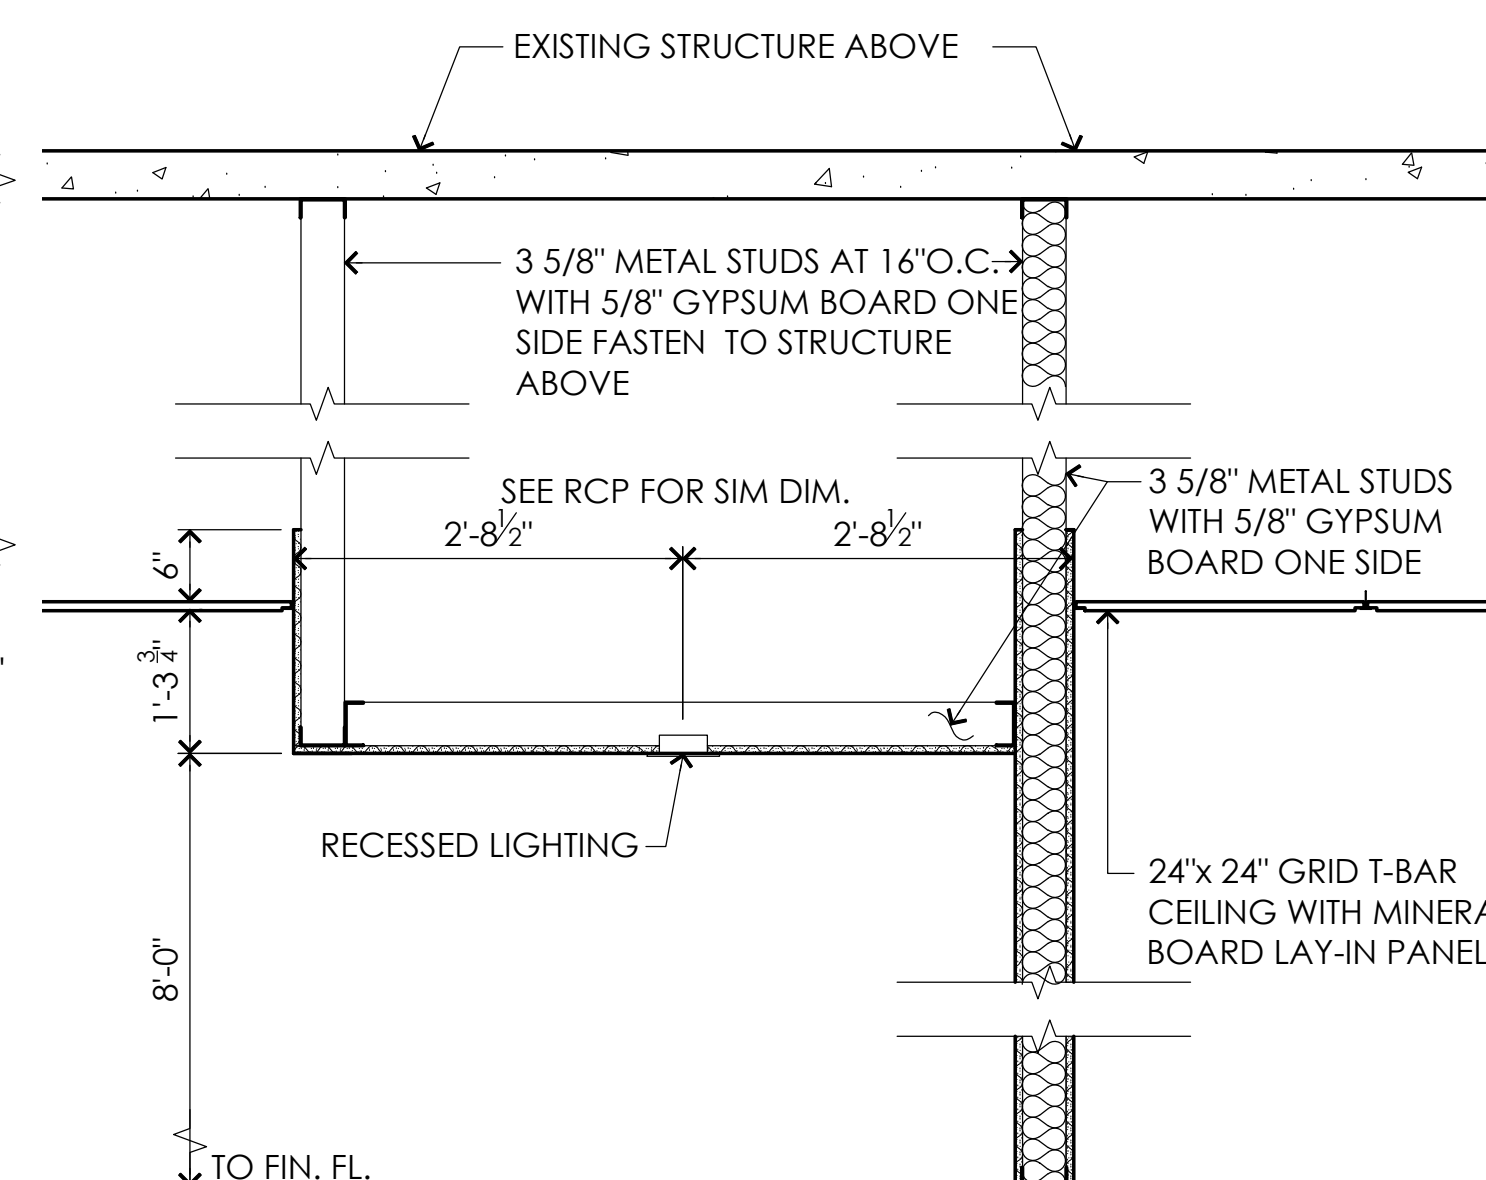 EXISTING STRUCTURE ABOVE
3 5/8" METAL STUDS AT 16"O.C.
WITH 5/8" GYPSUM BOARD ONE
SIDE FASTEN TO STRUCTURE
ABOVE
SEE RCP FOR SIM DIM.
2'-8½"
2'-8½"
3 5/8" METAL STUDS
WITH 5/8" GYPSUM
BOARD ONE SIDE
6"
1'-3 ¾"
RECESSED LIGHTING
24"x 24" GRID T-BAR
CEILING WITH MINERA
BOARD LAY-IN PANEL
8'-0"
TO FIN. FL.